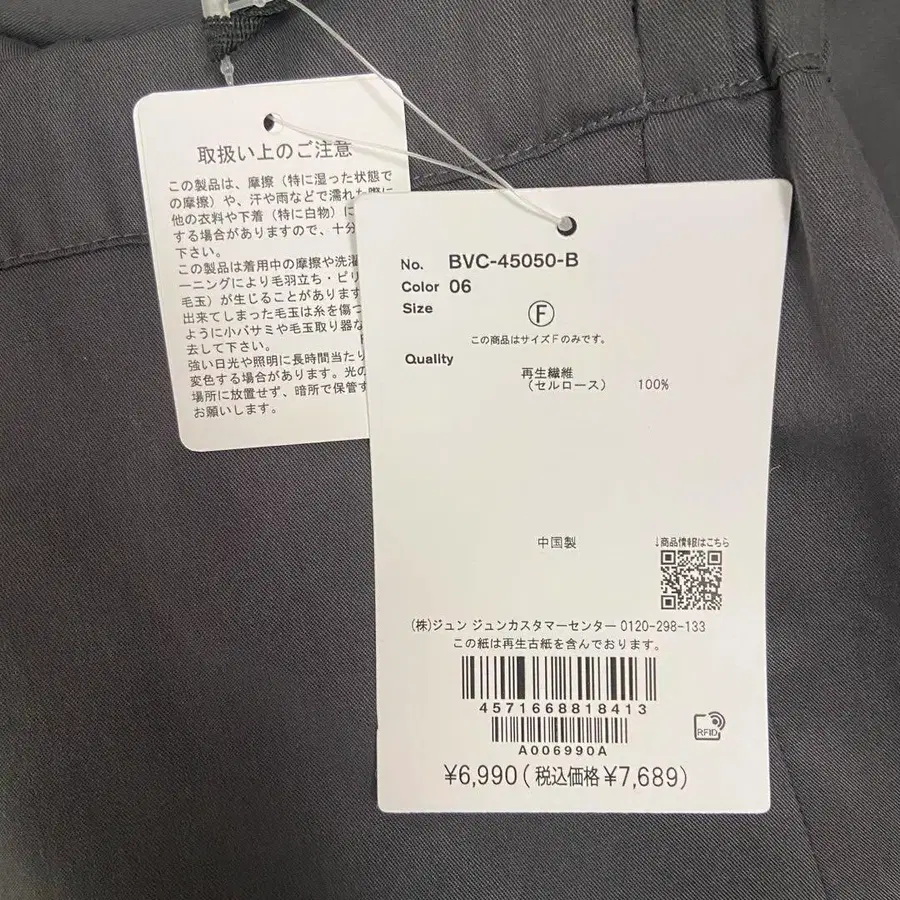 取扱い上のご注意
この製品は、摩擦（特に湿った状態で
の摩擦）や、汗や雨などで濡れた際に
他の衣料や下着（特に白物）に
する場合がありますので、十分
下さい。
この製品は着用中の摩擦や洗濯
ーニングにより毛羽立ち・ピリ
毛玉）が生じることがあります
出来てしまった毛玉は糸を傷つ
ように小バサミや毛玉取り器な
去して下さい。
強い日光や照明に長時間当たり
変色する場合があります。光の
場所に放置せず、暗所で保管す
お願いします。
No. BVC-45050-B
Color 06
Size Ⓕ
この商品はサイズFのみです。
Quality
再生繊維
（セルロース） 100%
中国製
↓商品情報はこちら
(株)ジュン ジュンカスタマーセンター 0120-298-133
この紙は再生古紙を含んでおります。
4571668818413
A006990A
RFID
¥6,990(税込価格¥7,689)